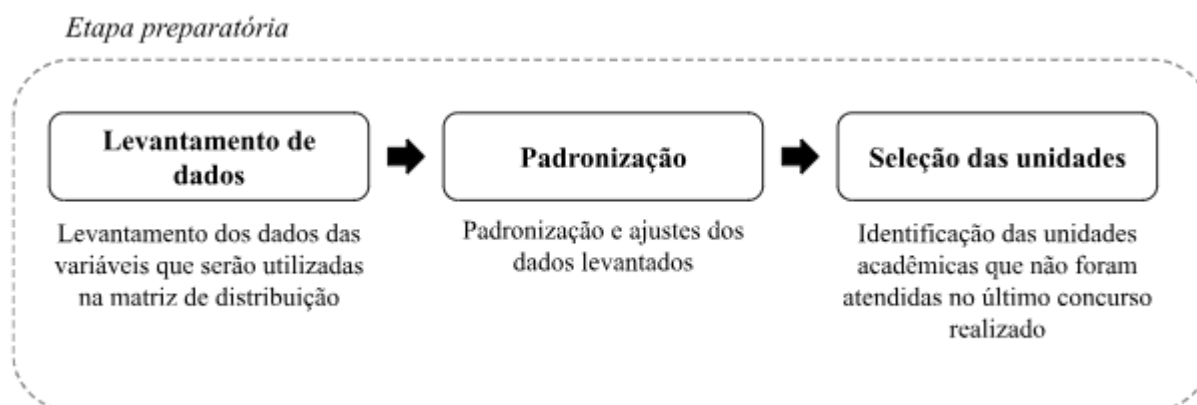 Etapa preparatória
Levantamento de
dados
Levantamento dos dados das
variáveis que serão utilizadas
na matriz de distribuição
Padronização
Padronização e ajustes dos
dados levantados
Seleção das unidades
Identificação das unidades
acadêmicas que não foram
atendidas no último concurso
realizado